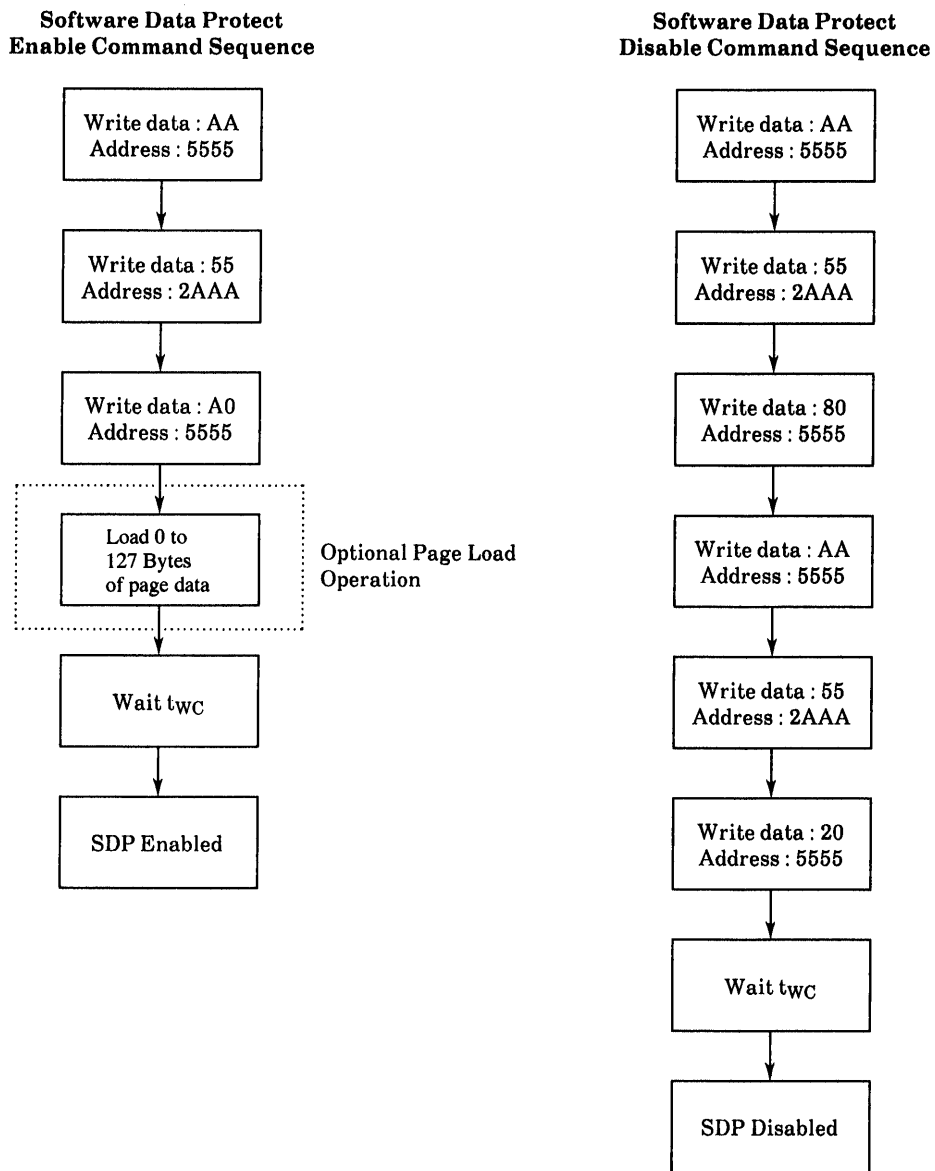 Software Data Protect
Enable Command Sequence
Write data : AA
Address : 5555
Write data : 55
Address : 2AAA
Write data : A0
Address : 5555
Load 0 to
127 Bytes
of page data
Optional Page Load
Operation
Wait tWC
SDP Enabled
Software Data Protect
Disable Command Sequence
Write data : AA
Address : 5555
Write data : 55
Address : 2AAA
Write data : 80
Address : 5555
Write data : AA
Address : 5555
Write data : 55
Address : 2AAA
Write data : 20
Address : 5555
Wait tWC
SDP Disabled